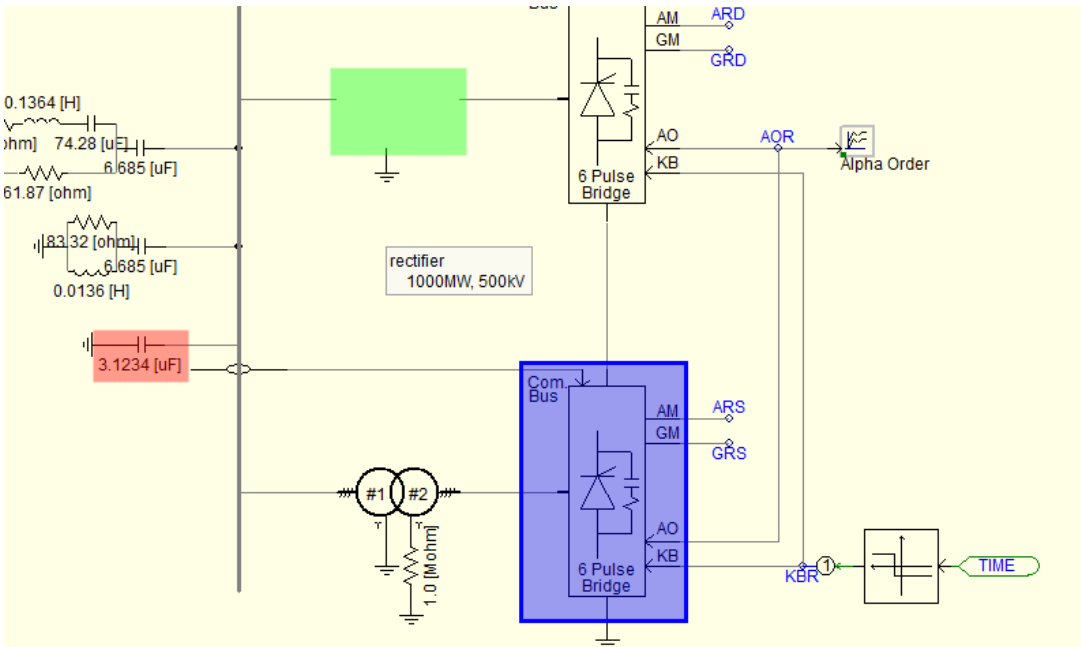 Bus
AM
ARD
GM
GRD
0.1364 [H]
74.28 [uF]
6.685 [uF]
61.87 [ohm]
AO
AOR
KB
Alpha Order
6 Pulse
Bridge
83.32 [ohm]
6.685 [uF]
0.0136 [H]
rectifier
1000MW, 500kV
3.1234 [uF]
Com.
Bus
AM
ARS
GM
GRS
#1
#2
1.0 [Mohm]
AO
KB
6 Pulse
Bridge
KBR
1
TIME